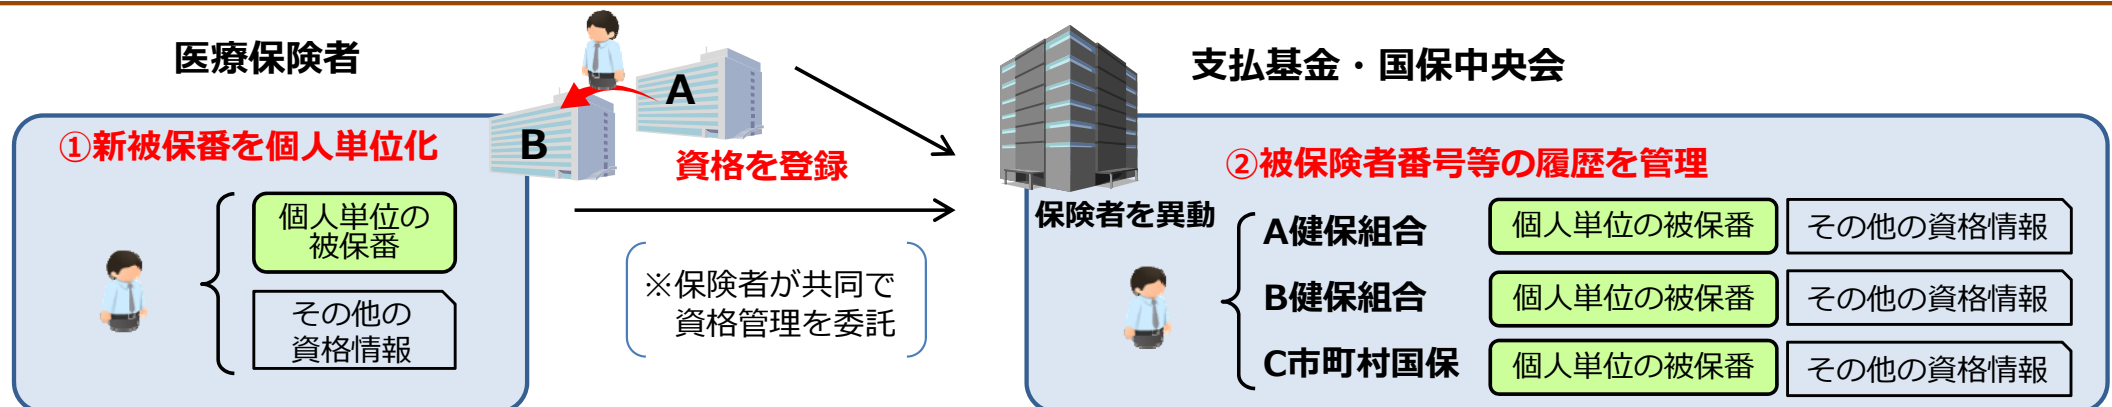 医療保険者
A
B
①新被保番を個人単位化
個人単位の
被保番
その他の
資格情報
資格を登録
※保険者が共同で
資格管理を委託
支払基金・国保中央会
②被保険者番号等の履歴を管理
保険者を異動
A健保組合 個人単位の被保番 その他の資格情報
B健保組合 個人単位の被保番 その他の資格情報
C市町村国保 個人単位の被保番 その他の資格情報